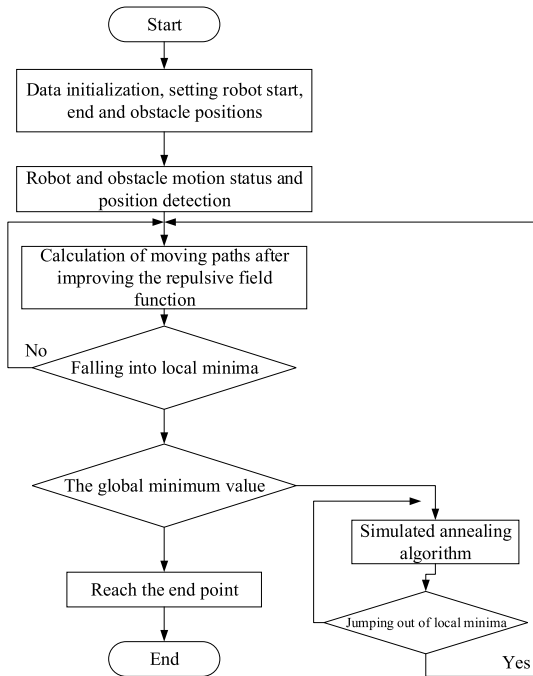 Start
Data initialization, setting robot start,
end and obstacle positions
Robot and obstacle motion status and
position detection
Calculation of moving paths after
improving the repulsive field
function
No
Falling into local minima
The global minimum value
Simulated annealing
algorithm
Reach the end point
Jumping out of local minima
End
Yes